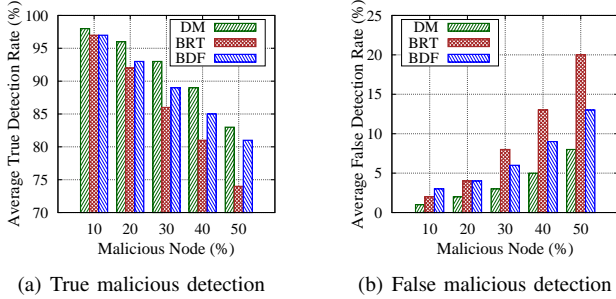 Average True Detection Rate (%)
100
95
90
85
80
75
70
DM
BRT
BDF
10 20 30 40 50
Malicious Node (%)
(a) True malicious detection
Average False Detection Rate (%)
25
20
15
10
5
0
DM
BRT
BDF
10 20 30 40 50
Malicious Node (%)
(b) False malicious detection